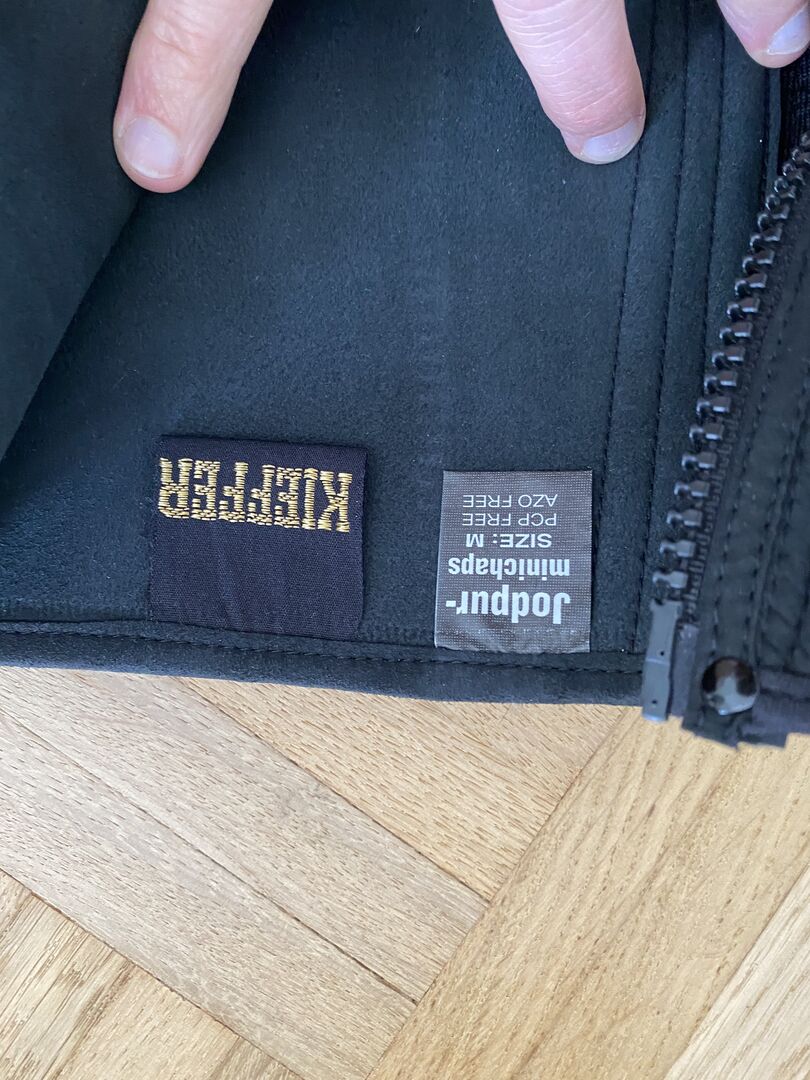 KIEFFER
Jodpur-
minichaps
SIZE: M
PCP FREE
AZO FREE